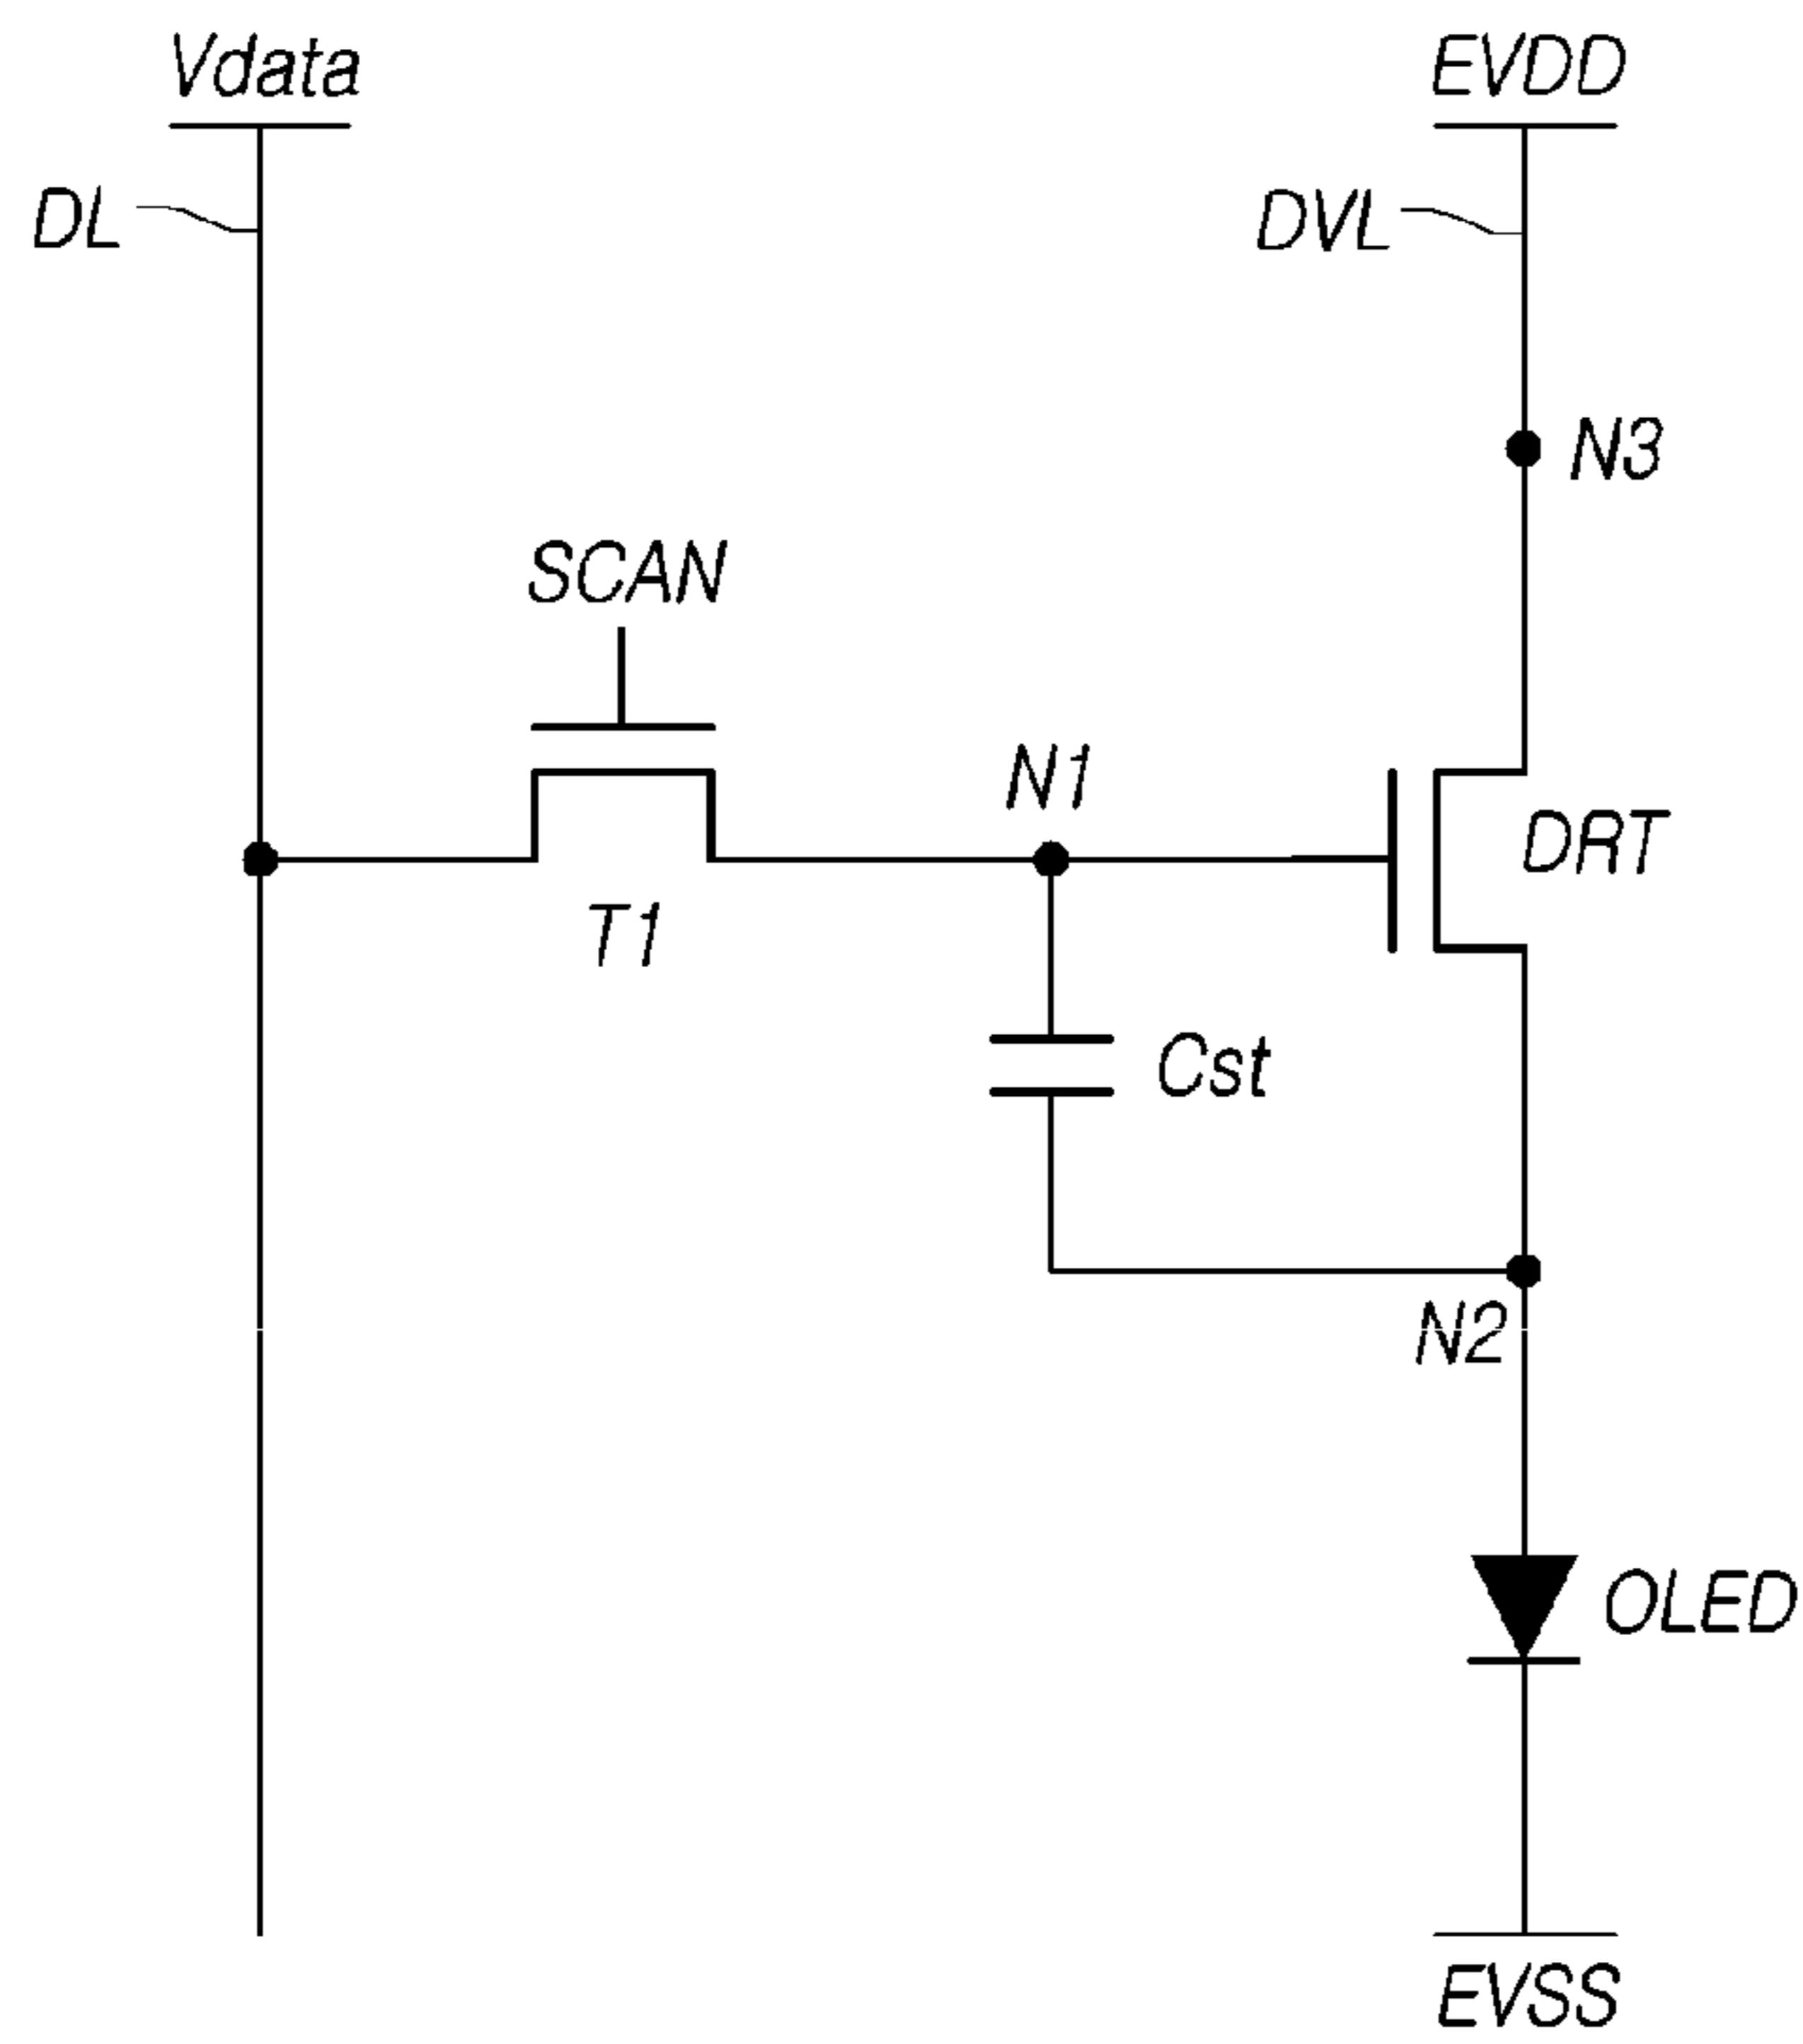 Vdata
EVDD
DL
DVL
N3
SCAN
N1
DRT
T1
Cst
N2
OLED
EVSS